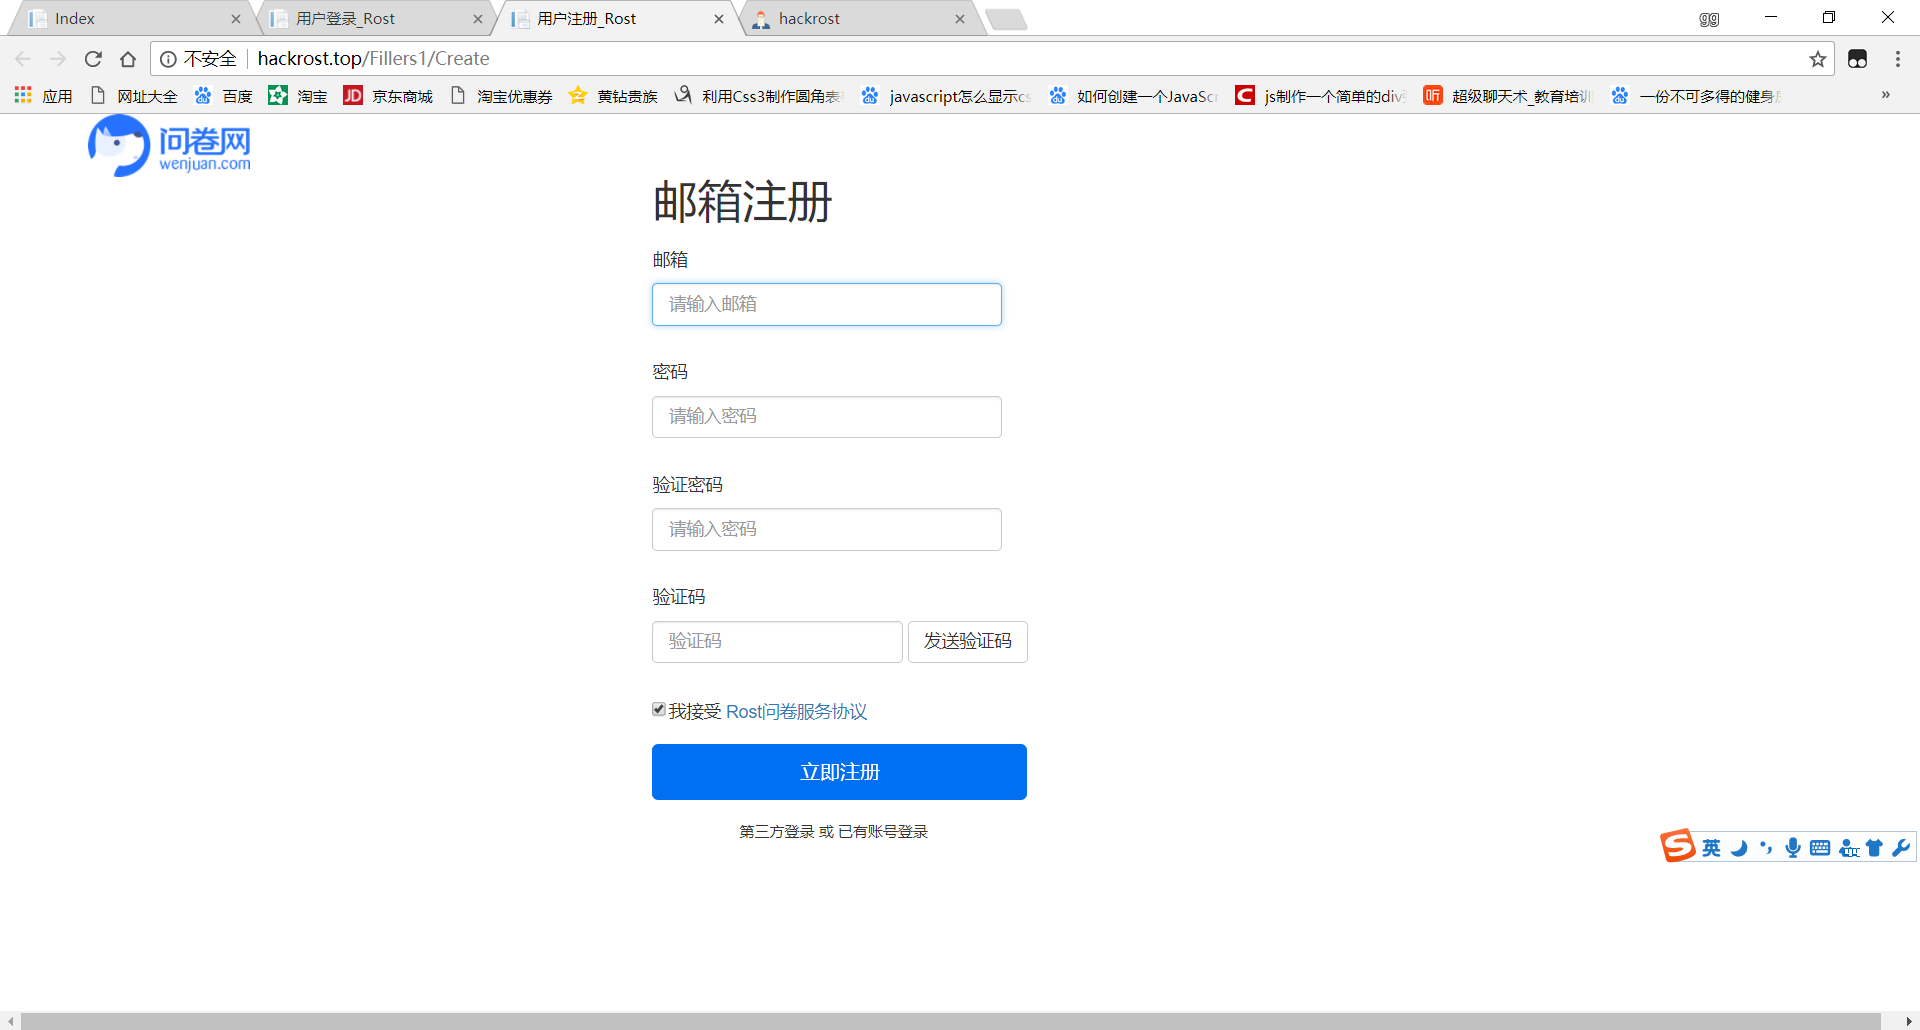 Index
用户登录_Rost
用户注册_Rost
hackrost
gg
不安全
hackrost.top/Fillers1/Create
应用
网址大全
百度
淘宝
JD
京东商城
淘宝优惠券
黄钻贵族
利用Css3制作圆角表
javascript怎么显示cs
如何创建一个JavaScr
js制作一个简单的div
听
超级聊天术_教育培训
一份不可多得的健身
»
问卷网
wenjuan.com
邮箱注册
邮箱
请输入邮箱
密码
请输入密码
验证密码
请输入密码
验证码
验证码
发送验证码
我接受 Rost问卷服务协议
立即注册
第三方登录 或 已有账号登录
英